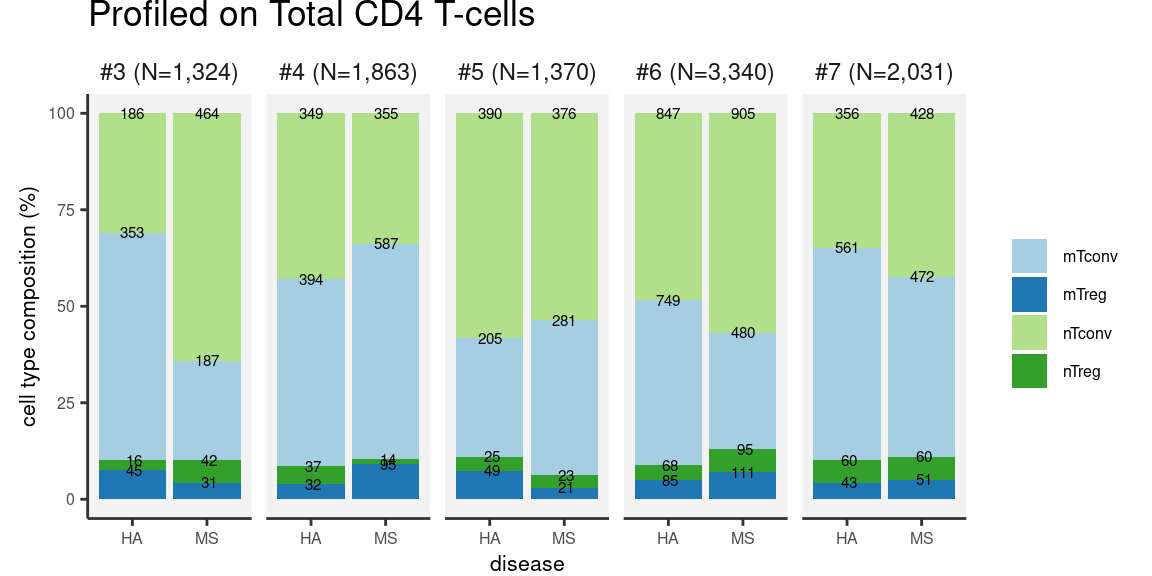 Profiled on Total CD4 T-cells
#3 (N=1,324) #4 (N=1,863) #5 (N=1,370) #6 (N=3,340) #7 (N=2,031)
100 186 464 349 355 390 376 847 905 356 428
75
353 187 394 587 205 281 749 480 561 472
50
25
16 42 37 14 25 23 68 95 60 60
45 31 32 95 49 21 85 111 43 51
0
cell type composition (%)
HA MS HA MS HA MS HA MS HA MS
disease
mTconv
mTreg
nTconv
nTreg